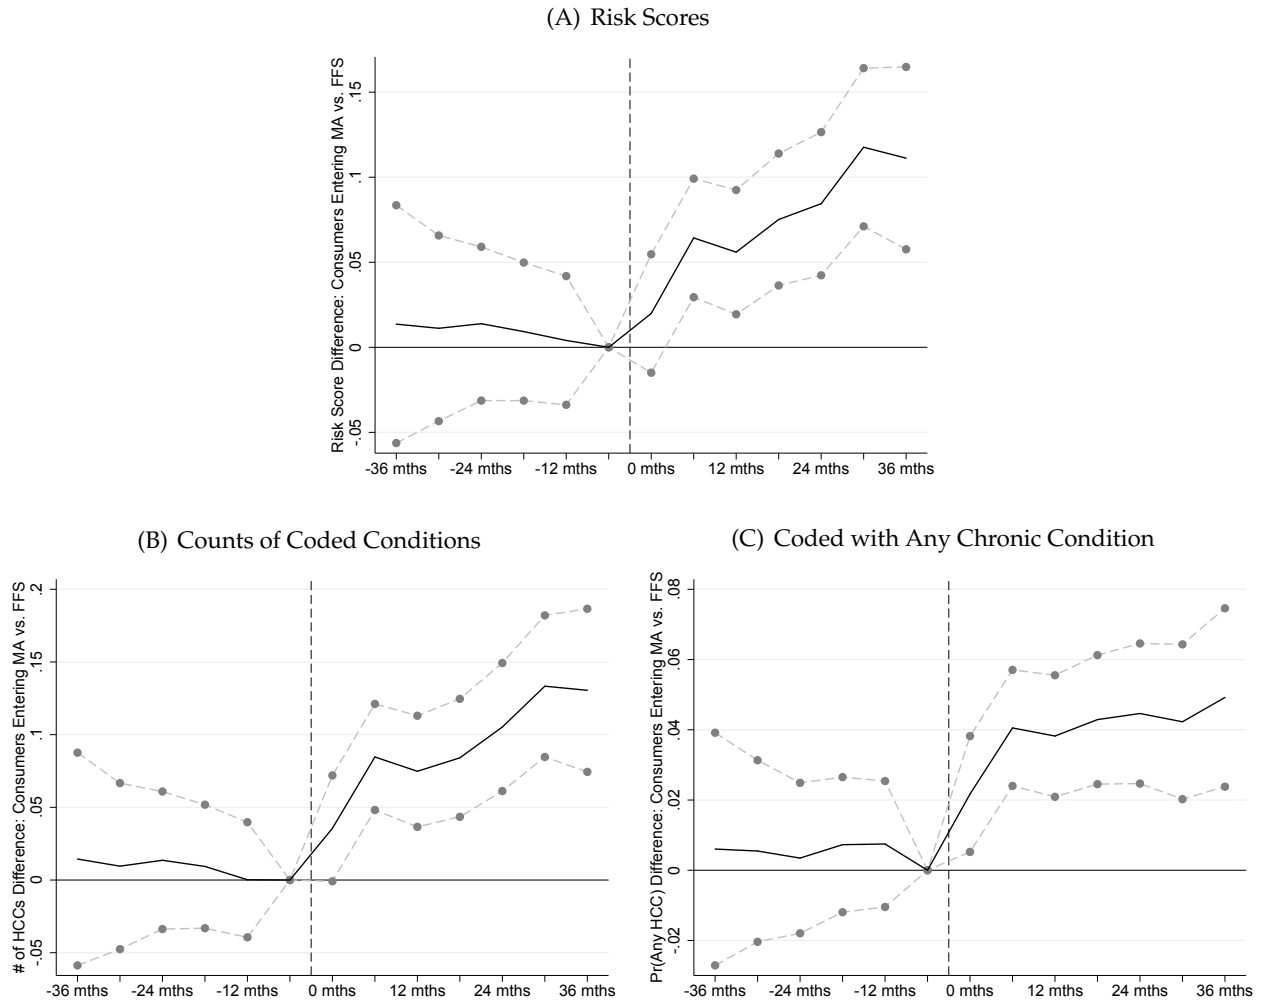 (A) Risk Scores
Risk Score Difference: Consumers Entering MA vs. FFS
.15
.1
.05
0
-.05
-36 mths -24 mths -12 mths 0 mths 12 mths 24 mths 36 mths
(B) Counts of Coded Conditions
# of HCCs Difference: Consumers Entering MA vs. FFS
.2
.15
.1
.05
0
-.05
-36 mths -24 mths -12 mths 0 mths 12 mths 24 mths 36 mths
(C) Coded with Any Chronic Condition
Pr(Any HCC) Difference: Consumers Entering MA vs. FFS
.08
.06
.04
.02
0
-.02
-36 mths -24 mths -12 mths 0 mths 12 mths 24 mths 36 mths